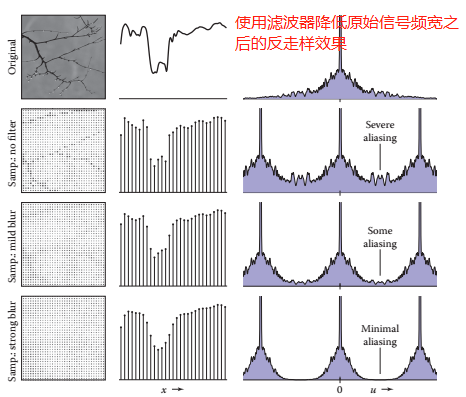 使用滤波器降低原始信号频宽之
后的反走样效果
Original
Samp.; no filter
Severe
aliasing
Samp.; mild blur
Some
aliasing
Samp.; strong blur
Minimal
aliasing
x
0
u